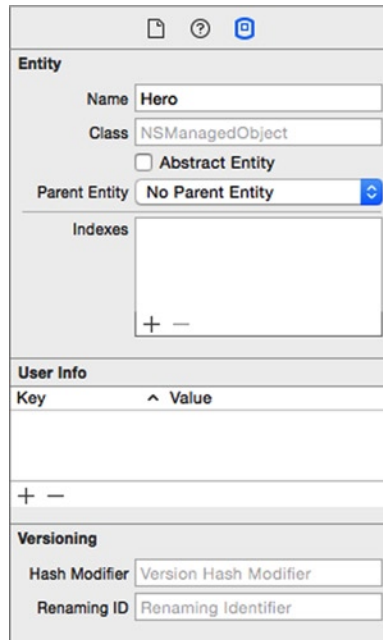 Entity
Name Hero
Class NSManagedObject
Abstract Entity
Parent Entity No Parent Entity
Indexes
+ −
User Info
Key ^ Value
+ −
Versioning
Hash Modifier Version Hash Modifier
Renaming ID Renaming Identifier